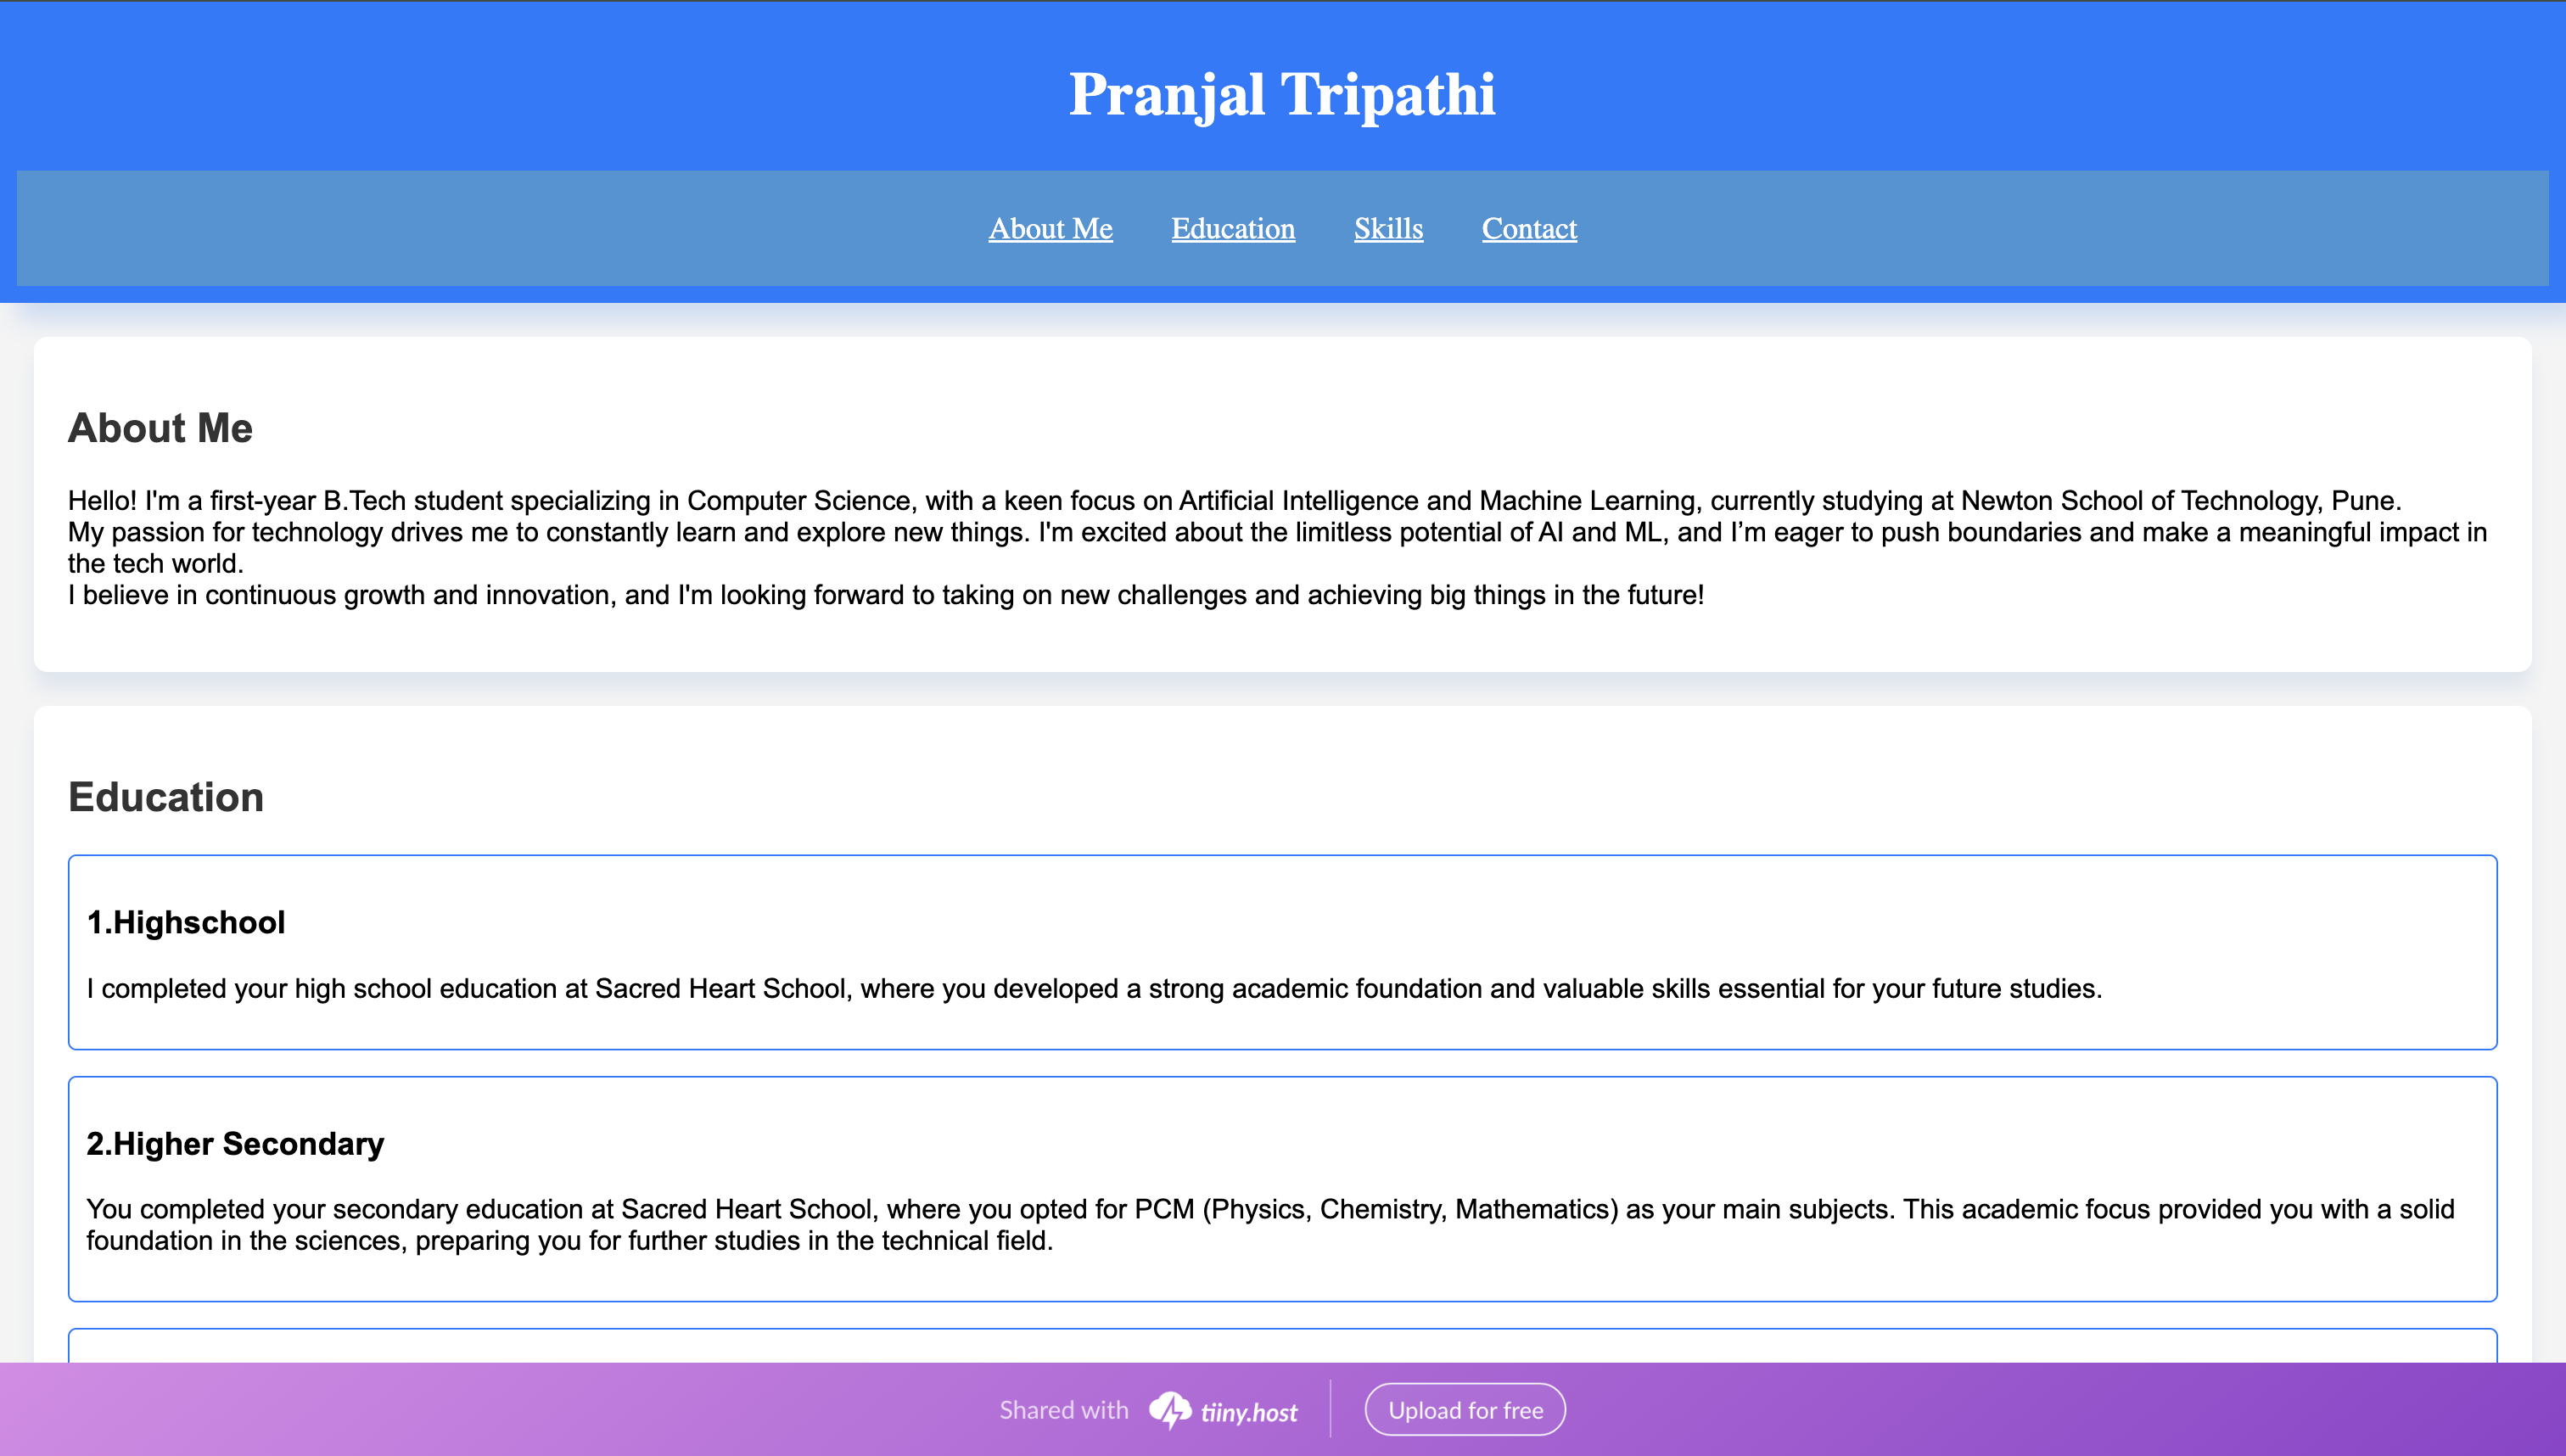 Pranjal Tripathi
About Me Education Skills Contact
About Me
Hello! I'm a first-year B.Tech student specializing in Computer Science, with a keen focus on Artificial Intelligence and Machine Learning, currently studying at Newton School of Technology, Pune.
My passion for technology drives me to constantly learn and explore new things. I'm excited about the limitless potential of AI and ML, and I’m eager to push boundaries and make a meaningful impact in
the tech world.
I believe in continuous growth and innovation, and I'm looking forward to taking on new challenges and achieving big things in the future!
Education
1.Highschool
I completed your high school education at Sacred Heart School, where you developed a strong academic foundation and valuable skills essential for your future studies.
2.Higher Secondary
You completed your secondary education at Sacred Heart School, where you opted for PCM (Physics, Chemistry, Mathematics) as your main subjects. This academic focus provided you with a solid
foundation in the sciences, preparing you for further studies in the technical field.
Shared with tiiny.host Upload for free